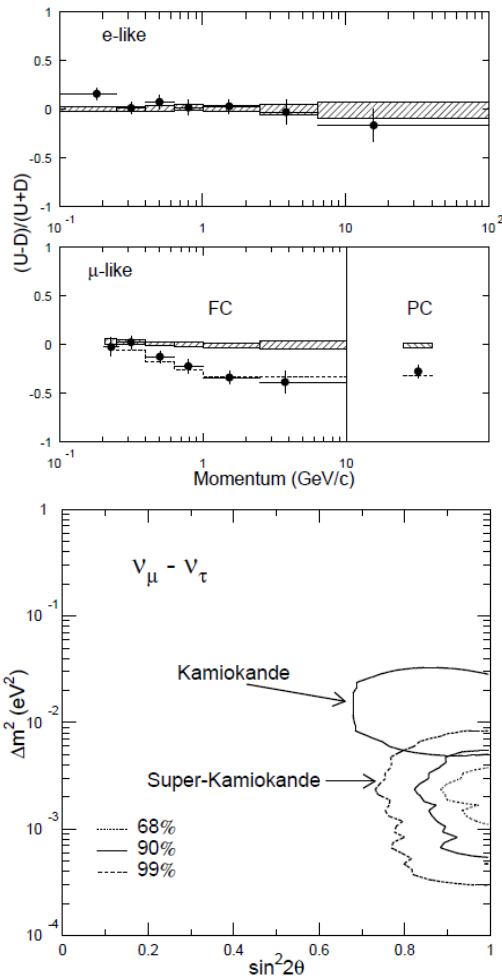 e-like
1
0.5
0
-0.5
-1
10⁻¹ 1 10 10²
(U-D)/(U+D)
μ-like
FC PC
1
0.5
0
-0.5
-1
10⁻¹ 1 10
Momentum (GeV/c)
1
ν_μ - ν_τ
10⁻¹
Kamiokande
10⁻²
Δm² (eV²)
Super-Kamiokande
10⁻³
68%
90%
99%
10⁻⁴
0 0.2 0.4 0.6 0.8 1
sin²2θ